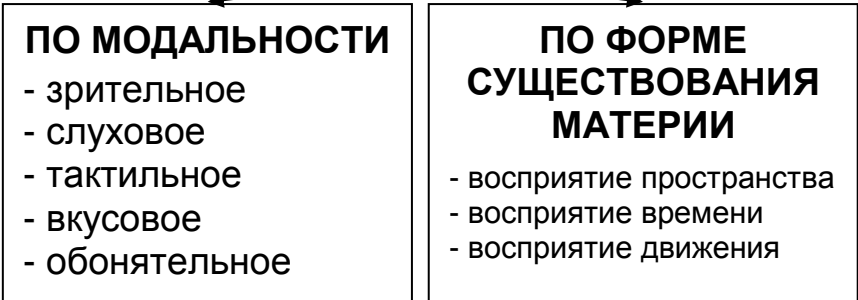 ПО МОДАЛЬНОСТИ
- зрительное
- слуховое
- тактильное
- вкусовое
- обонятельное
ПО ФОРМЕ
СУЩЕСТВОВАНИЯ
МАТЕРИИ
- восприятие пространства
- восприятие времени
- восприятие движения